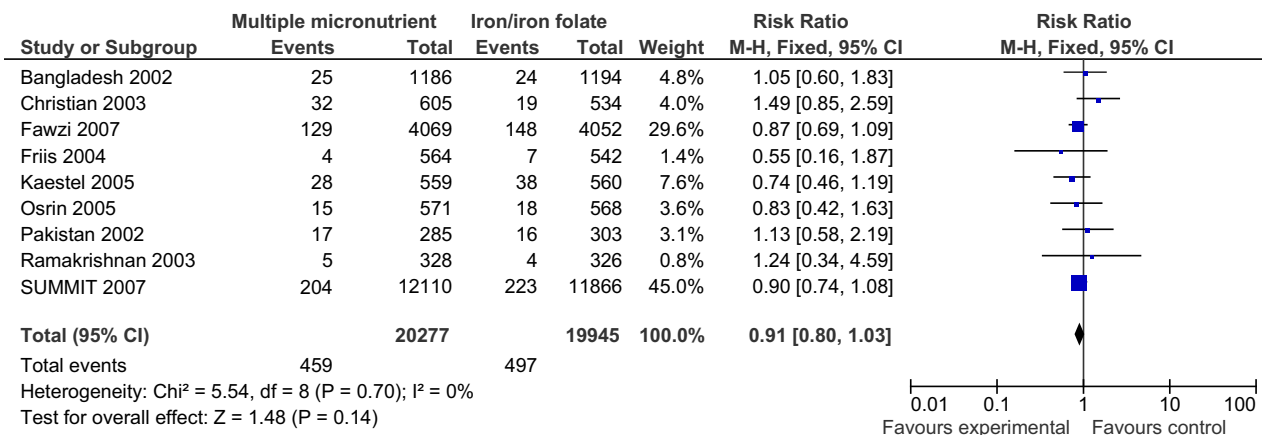 Multiple micronutrient Iron/iron folate Risk Ratio Risk Ratio
Study or Subgroup Events Total Events Total Weight M-H, Fixed, 95% CI M-H, Fixed, 95% CI
Bangladesh 2002 25 1186 24 1194 4.8% 1.05 [0.60, 1.83]
Christian 2003 32 605 19 534 4.0% 1.49 [0.85, 2.59]
Fawzi 2007 129 4069 148 4052 29.6% 0.87 [0.69, 1.09]
Friis 2004 4 564 7 542 1.4% 0.55 [0.16, 1.87]
Kaestel 2005 28 559 38 560 7.6% 0.74 [0.46, 1.19]
Osrin 2005 15 571 18 568 3.6% 0.83 [0.42, 1.63]
Pakistan 2002 17 285 16 303 3.1% 1.13 [0.58, 2.19]
Ramakrishnan 2003 5 328 4 326 0.8% 1.24 [0.34, 4.59]
SUMMIT 2007 204 12110 223 11866 45.0% 0.90 [0.74, 1.08]
Total (95% CI) 20277 19945 100.0% 0.91 [0.80, 1.03]
Total events 459 497
Heterogeneity: Chi² = 5.54, df = 8 (P = 0.70); I² = 0%
Test for overall effect: Z = 1.48 (P = 0.14)
0.01 0.1 1 10 100
Favours experimental Favours control